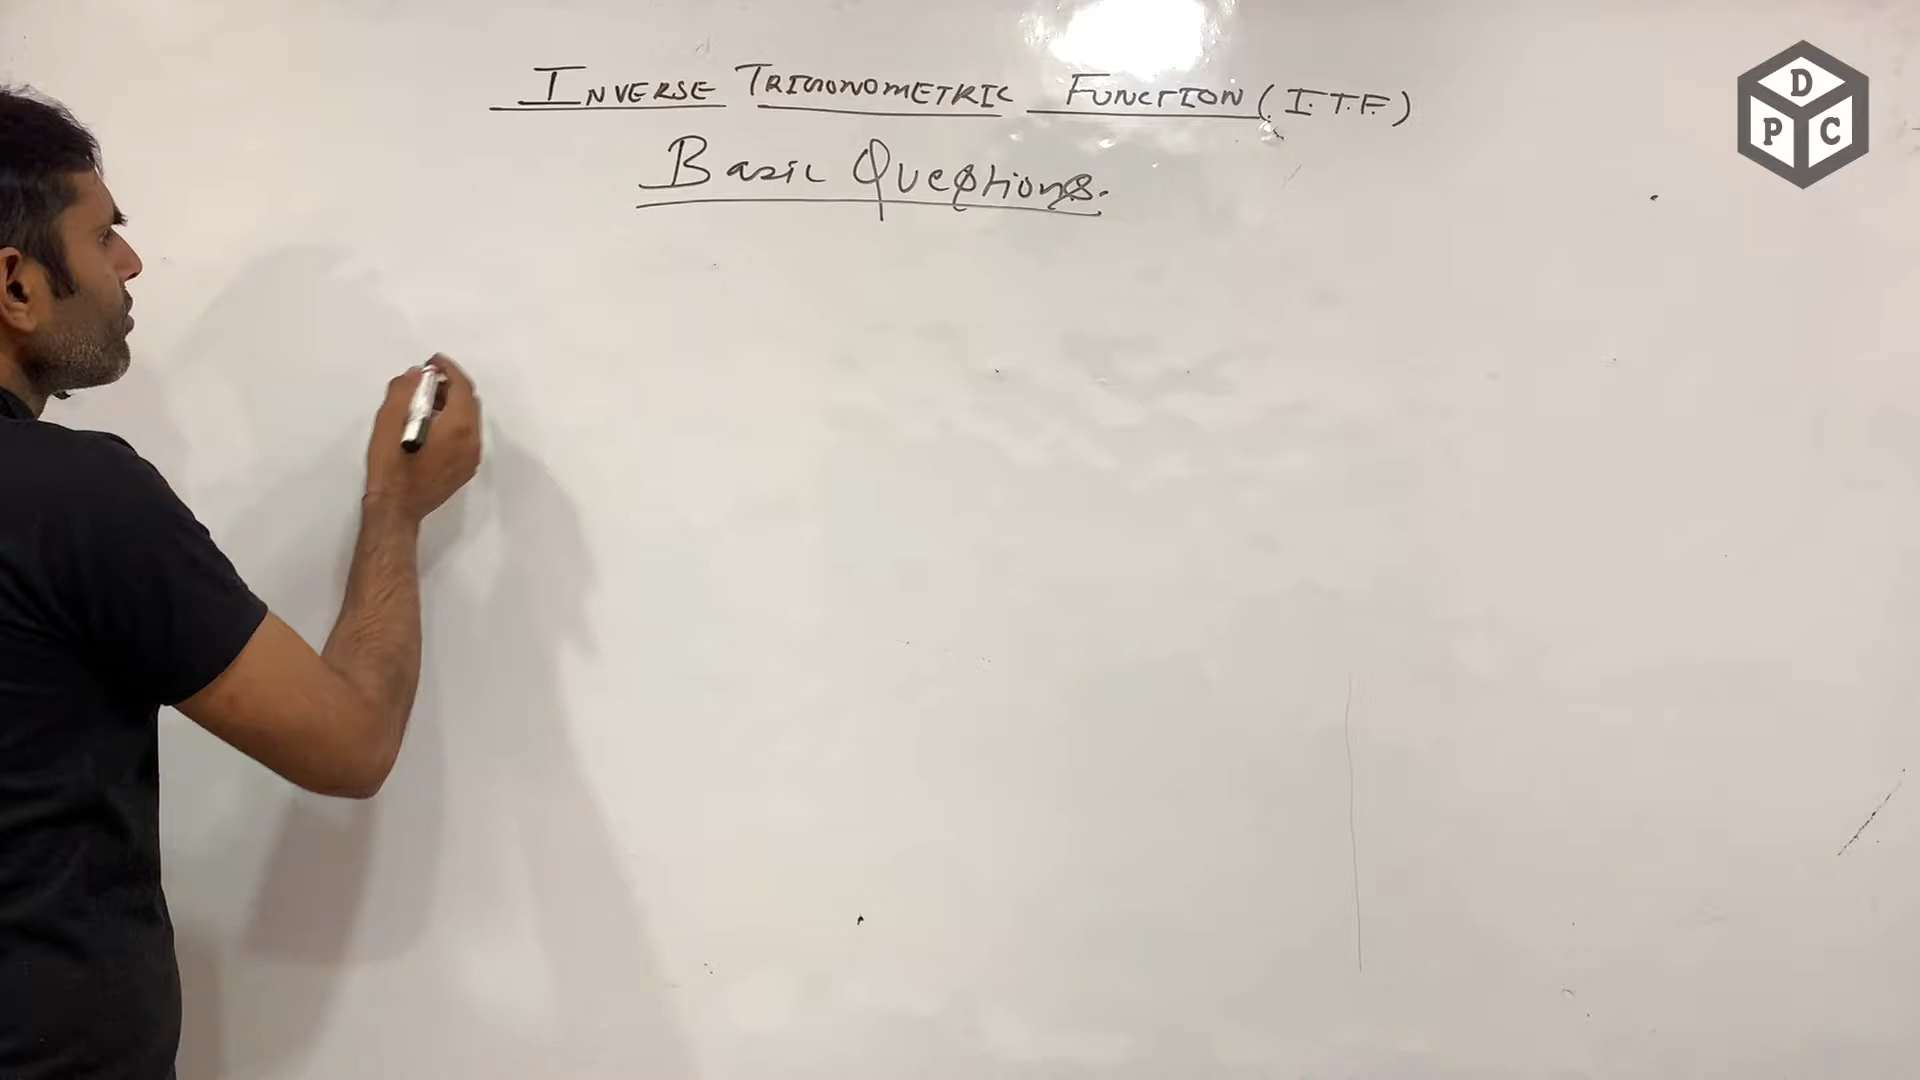 INVERSE TRIGONOMETRIC FUNCTION (I.T.F.)
Basic Questions.
D
P C